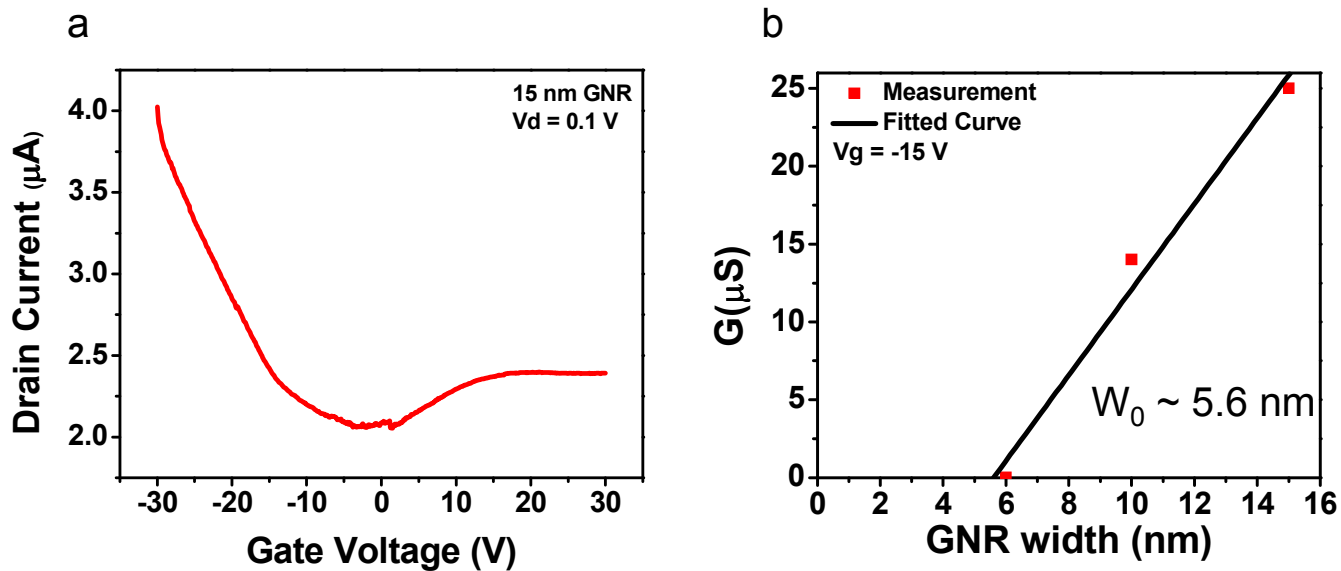 a
15 nm GNR
Vd = 0.1 V
4.0
3.5
3.0
2.5
2.0
Drain Current (μA)
-30 -20 -10 0 10 20 30
Gate Voltage (V)
b
Measurement
Fitted Curve
Vg = -15 V
25
20
15
10
5
0
G(μS)
W₀ ~ 5.6 nm
0 2 4 6 8 10 12 14 16
GNR width (nm)